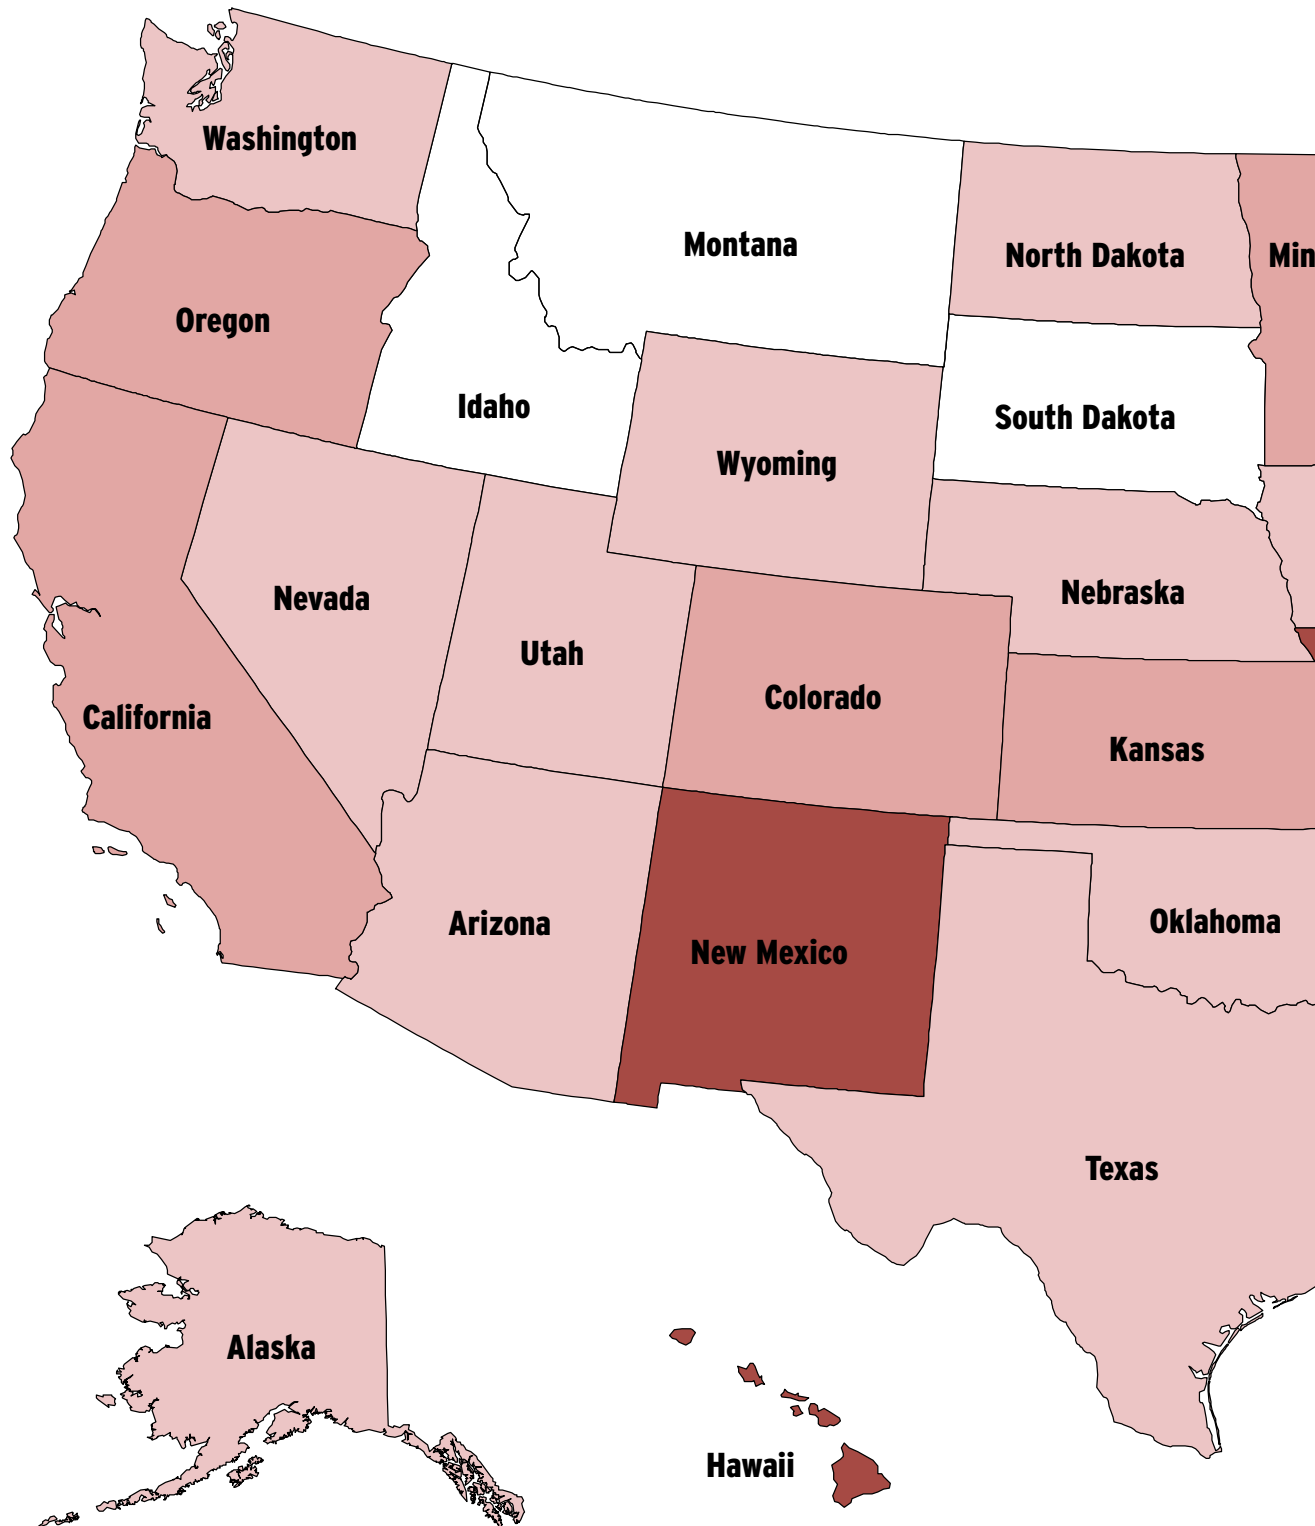 Washington
Montana
North Dakota
Min
Oregon
Idaho
South Dakota
Wyoming
Nevada
Nebraska
Utah
Colorado
California
Kansas
Arizona
Oklahoma
New Mexico
Texas
Alaska
Hawaii